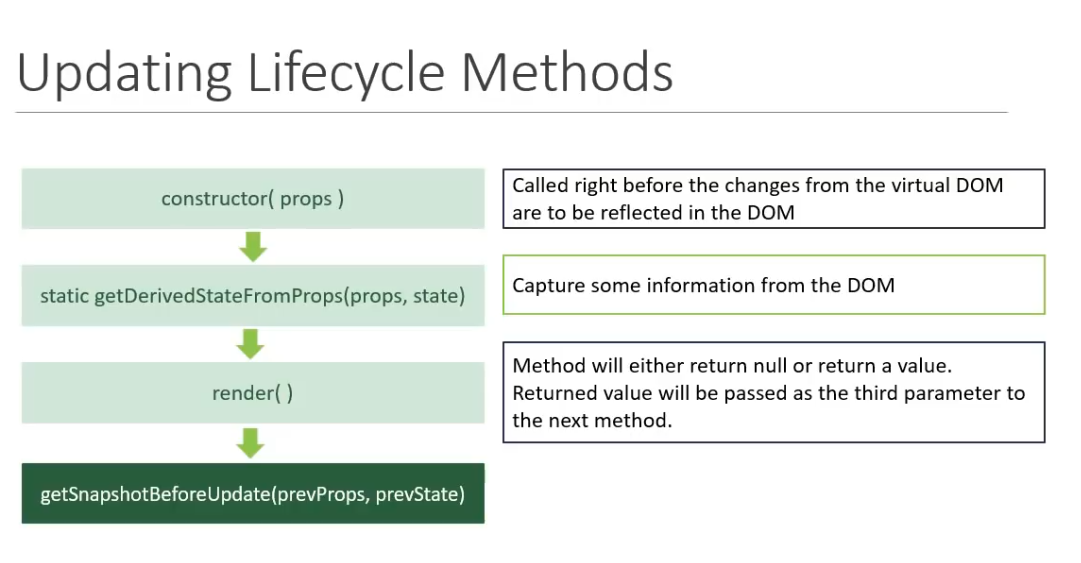 Updating Lifecycle Methods
constructor( props )
static getDerivedStateFromProps(props, state)
render( )
getSnapshotBeforeUpdate(prevProps, prevState)
Called right before the changes from the virtual DOM
are to be reflected in the DOM
Capture some information from the DOM
Method will either return null or return a value.
Returned value will be passed as the third parameter to
the next method.